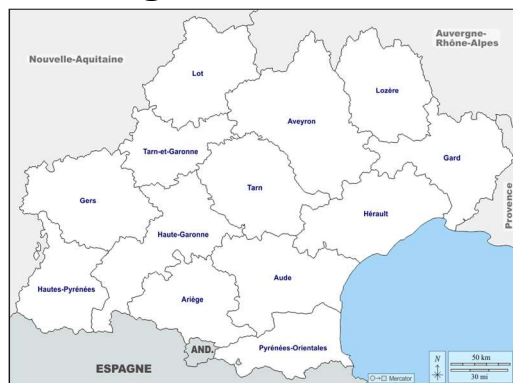 Auvergne-
Rhône-Alpes
Nouvelle-Aquitaine
Lot
Lozère
Aveyron
Tarn-et-Garonne
Gard
Tarn
Gers
Provence
Hérault
Haute-Garonne
Aude
Hautes-Pyrénées
Ariège
AND.
Pyrénées-Orientales
ESPAGNE
N
50 km
30 mi
Mercator